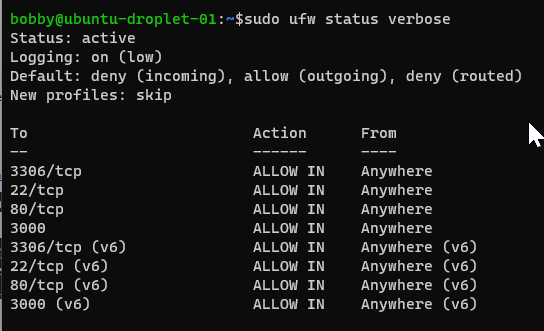 bobby@ubuntu-droplet-01:~$sudo ufw status verbose
Status: active
Logging: on (low)
Default: deny (incoming), allow (outgoing), deny (routed)
New profiles: skip

To                         Action      From
--                         ------      ----
3306/tcp                   ALLOW IN    Anywhere
22/tcp                     ALLOW IN    Anywhere
80/tcp                     ALLOW IN    Anywhere
3000                       ALLOW IN    Anywhere
3306/tcp (v6)              ALLOW IN    Anywhere (v6)
22/tcp (v6)                ALLOW IN    Anywhere (v6)
80/tcp (v6)                ALLOW IN    Anywhere (v6)
3000 (v6)                  ALLOW IN    Anywhere (v6)